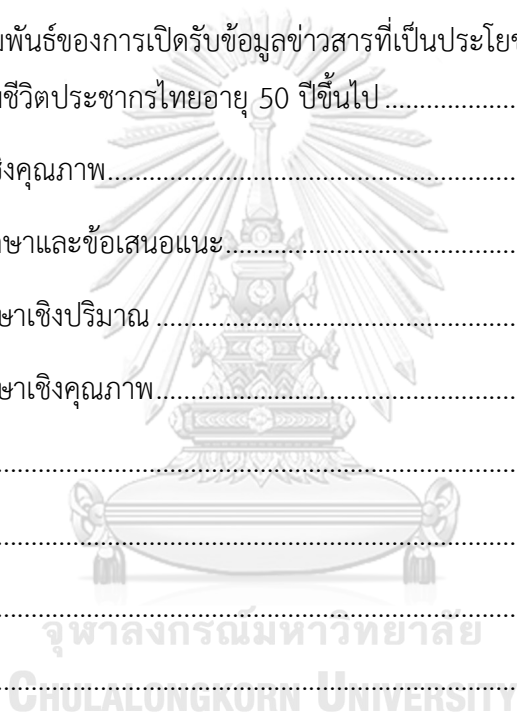 มพันธ์ของการเปิดรับข้อมูลข่าวสารที่เป็นประโยช
ชีวิตประชากรไทยอายุ 50 ปีขึ้นไป ....................
ชิงคุณภาพ................................................................
ษาและข้อเสนอแนะ................................................
ษาเชิงปริมาณ ..........................................................
ษาเชิงคุณภาพ..........................................................
................................................................................
................................................................................
................................................................................
จุฬาลงกรณ์มหาวิทยาลัย
................................................................................
CHULALONGKORN UNIVERSITY